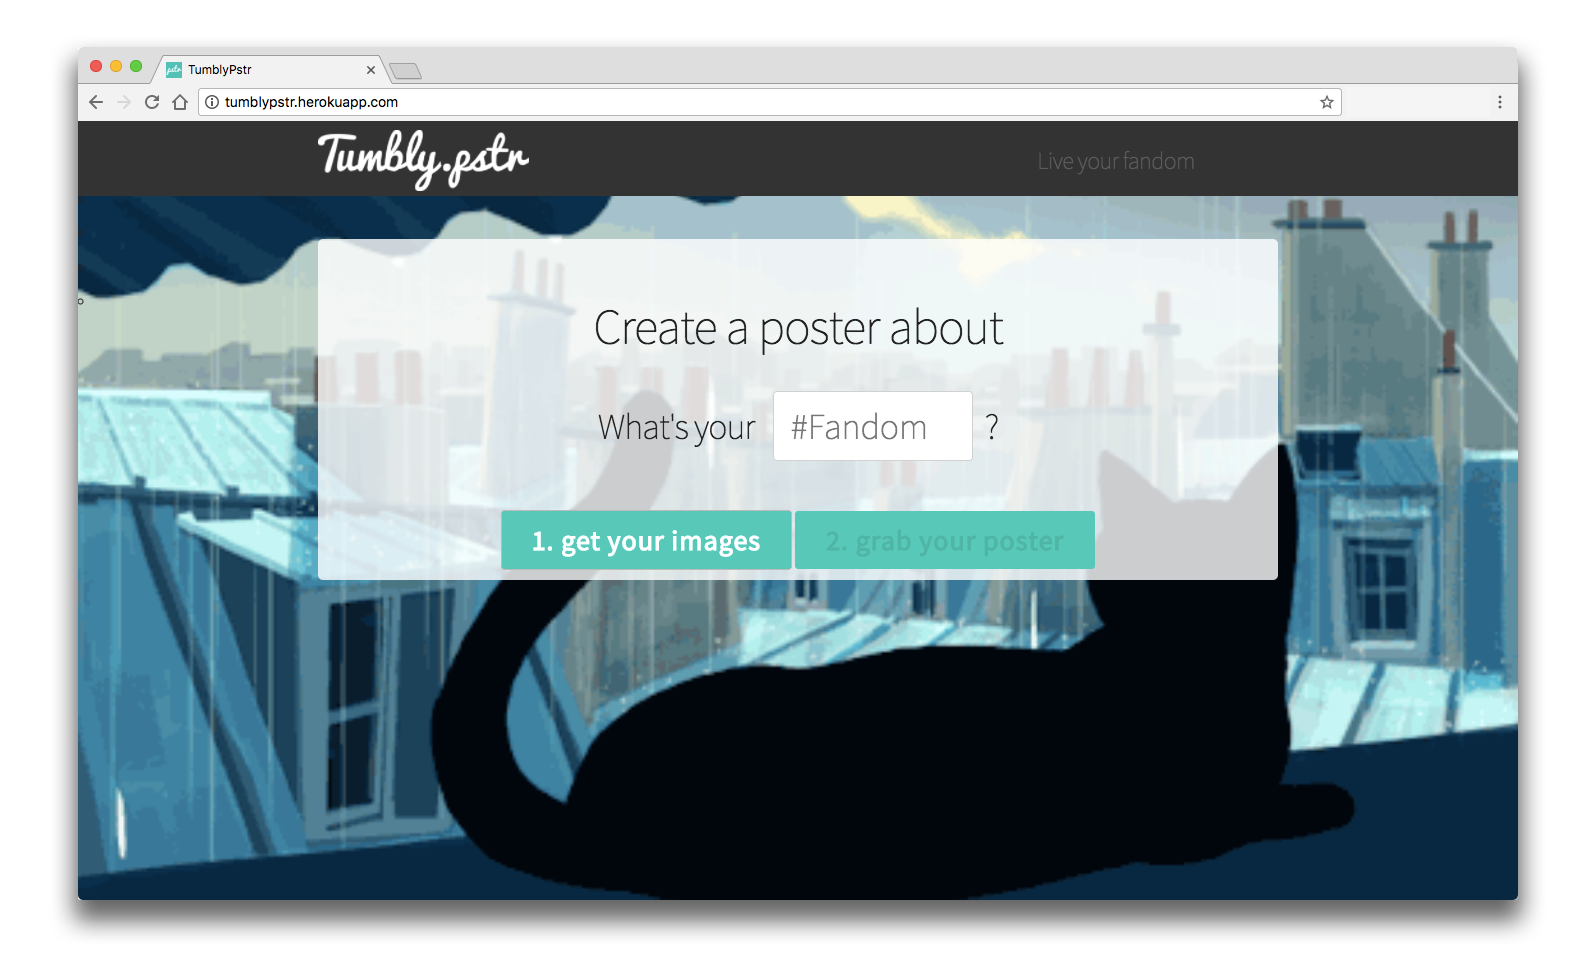 TumblyPstr
tumblypstr.herokuapp.com
Tumbly.pstr
Live your fandom
Create a poster about
What's your #Fandom ?
1. get your images 2. grab your poster